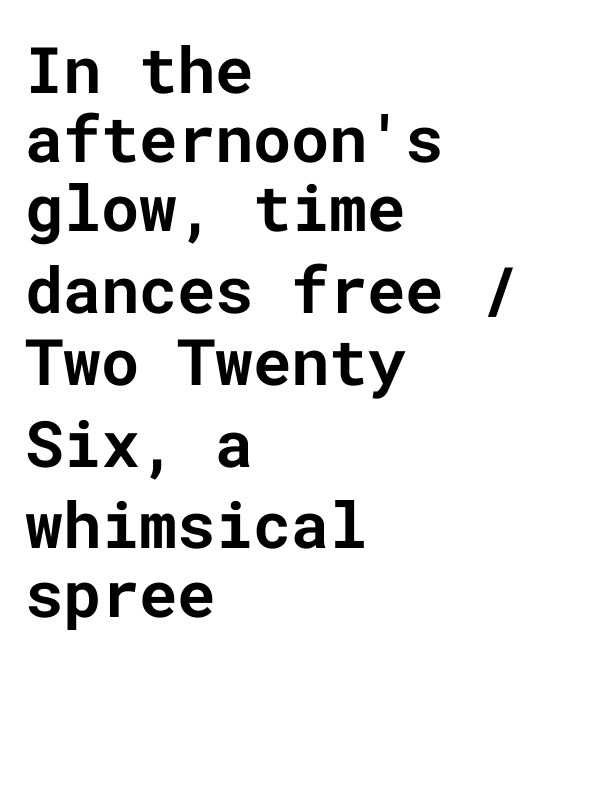 In the
afternoon's
glow, time
dances free /
Two Twenty
Six, a
whimsical
spree